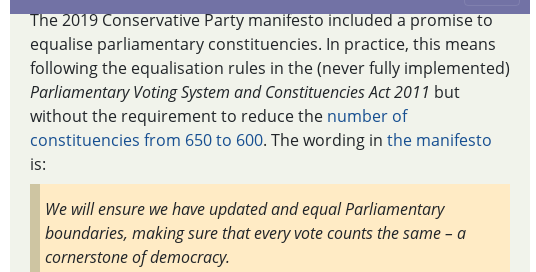 The 2019 Conservative Party manifesto included a promise to
equalise parliamentary constituencies. In practice, this means
following the equalisation rules in the (never fully implemented)
Parliamentary Voting System and Constituencies Act 2011 but
without the requirement to reduce the number of
constituencies from 650 to 600. The wording in the manifesto
is:
We will ensure we have updated and equal Parliamentary
boundaries, making sure that every vote counts the same – a
cornerstone of democracy.